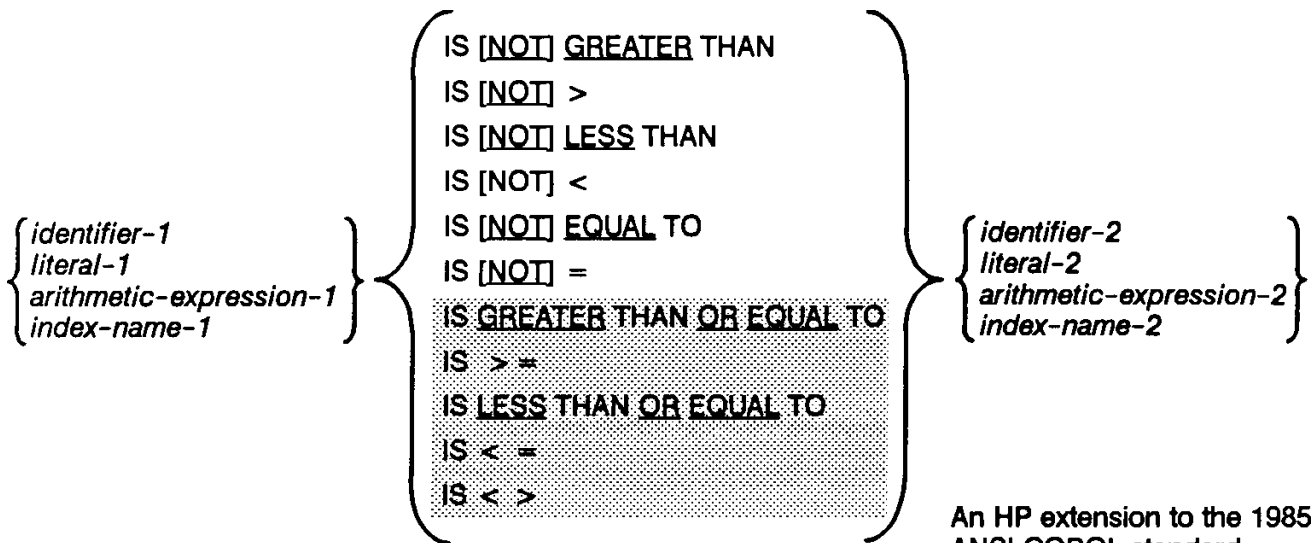 identifier-1
literal-1
arithmetic-expression-1
index-name-1
IS [NOT] GREATER THAN
IS [NOT] >
IS [NOT] LESS THAN
IS [NOT] <
IS [NOT] EQUAL TO
IS [NOT] =
IS GREATER THAN OR EQUAL TO
IS > =
IS LESS THAN OR EQUAL TO
IS < =
IS < >
identifier-2
literal-2
arithmetic-expression-2
index-name-2
An HP extension to the 1985
ANSI COBOL standard